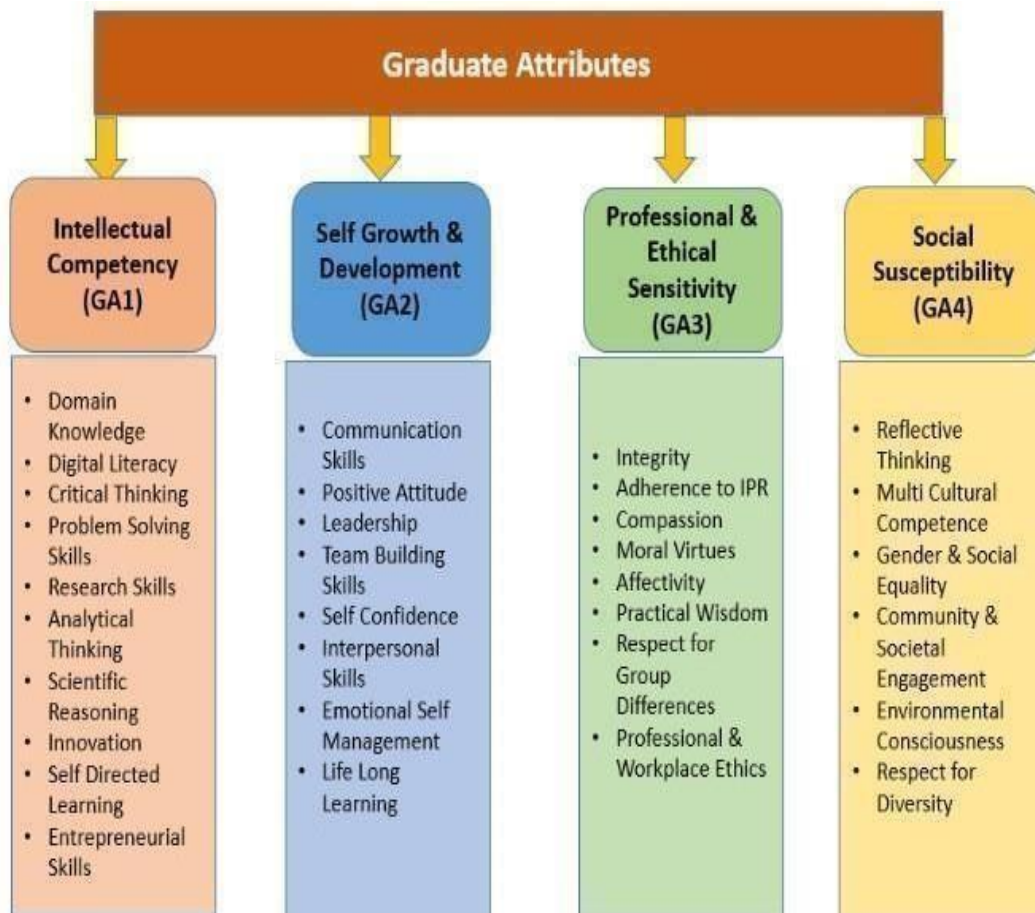 Graduate Attributes
Intellectual
Competency
(GA1)
• Domain
Knowledge
• Digital Literacy
• Critical Thinking
• Problem Solving
Skills
• Research Skills
• Analytical
Thinking
• Scientific
Reasoning
• Innovation
• Self Directed
Learning
• Entrepreneurial
Skills
Self Growth &
Development
(GA2)
• Communication
Skills
• Positive Attitude
• Leadership
• Team Building
Skills
• Self Confidence
• Interpersonal
Skills
• Emotional Self
Management
• Life Long
Learning
Professional &
Ethical
Sensitivity
(GA3)
• Integrity
• Adherence to IPR
• Compassion
• Moral Virtues
• Affectivity
• Practical Wisdom
• Respect for
Group
Differences
• Professional &
Workplace Ethics
Social
Susceptibility
(GA4)
• Reflective
Thinking
• Multi Cultural
Competence
• Gender & Social
Equality
• Community &
Societal
Engagement
• Environmental
Consciousness
• Respect for
Diversity